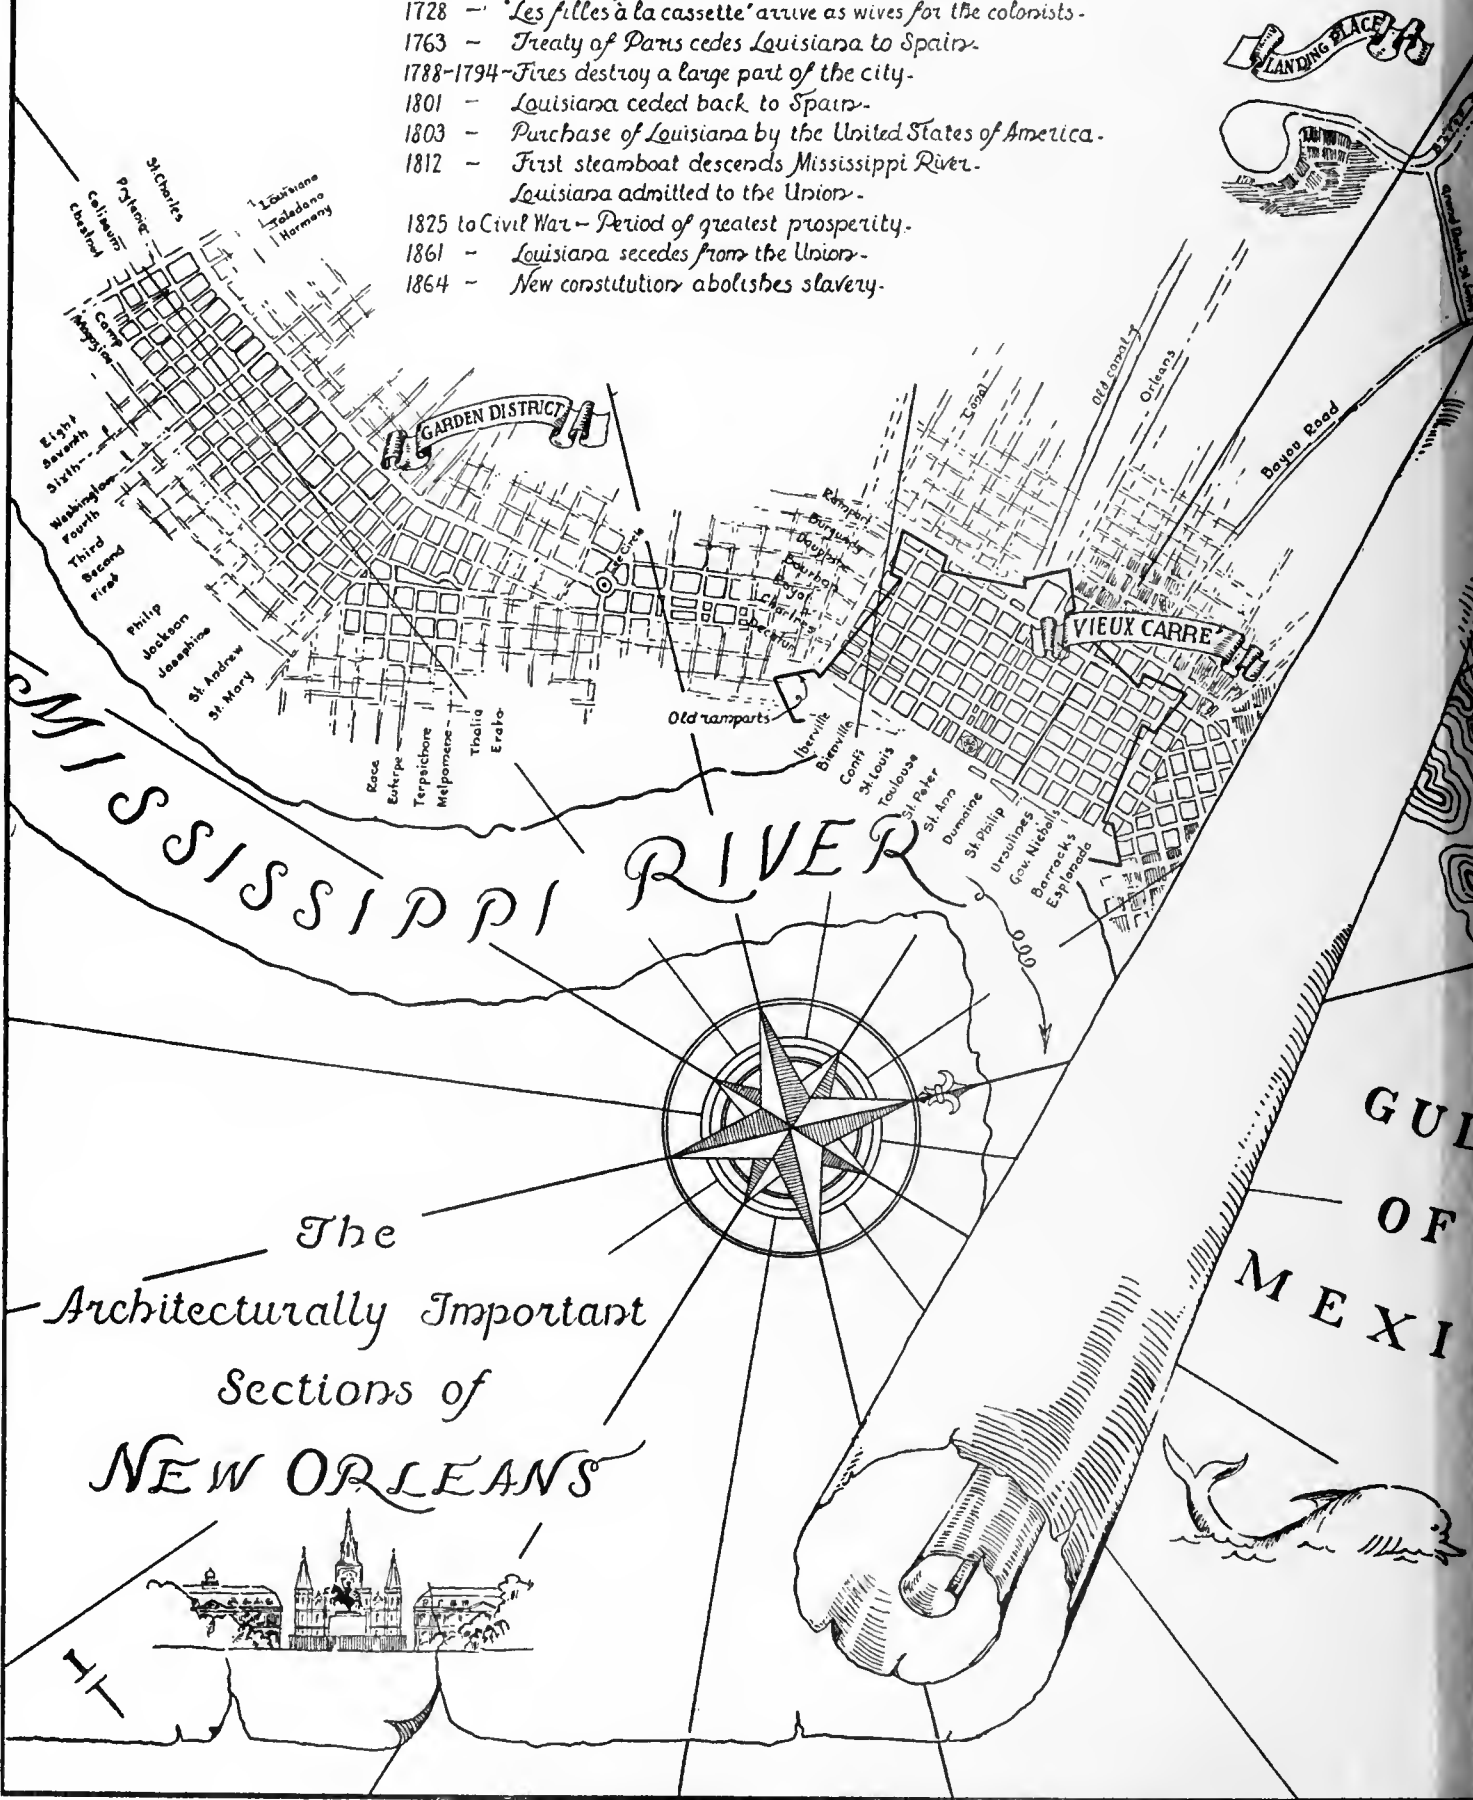 1728 – "Les filles à la cassette" arrive as wives for the colonists-
1763 – Treaty of Paris cedes Louisiana to Spain-
1788-1794-Fires destroy a large part of the city-
1801 – Louisiana ceded back to Spain-
1803 – Purchase of Louisiana by the United States of America-
1812 – First steamboat descends Mississippi River-
Louisiana admitted to the Union-
1825 to Civil War – Period of greatest prosperity-
1861 – Louisiana secedes from the Union-
1864 – New constitution abolishes slavery-
LANDING PLACE
Grand Route St. John
St. Charles
Prytania
Coliseum
Chestnut
Camp
Magazine
Louisiana
Toledano
Harmony
Eight
Seventh
Sixth
Washington
Fourth
Third
Second
First
Philip
Jackson
Josephine
St. Andrew
St. Mary
GARDEN DISTRICT
Race
Euterpe
Terpsichore
Melpomene
Thalia
Erato
Lee Circle
Canal
Old canal
Orleans
Bayou Road
Rampart
Burgundy
Dauphine
Bourbon
Royal
Chartres
Decatur
VIEUX CARRE'
Old ramparts
Iberville
Bienville
Conti
St. Louis
Toulouse
St. Peter
St. Ann
Dumaine
St. Philip
Ursulines
Gov. Nicholls
Barracks
Esplanade
MISSISSIPPI RIVER
GUL
OF
MEXI
The
Architecturally Important
Sections of
NEW ORLEANS